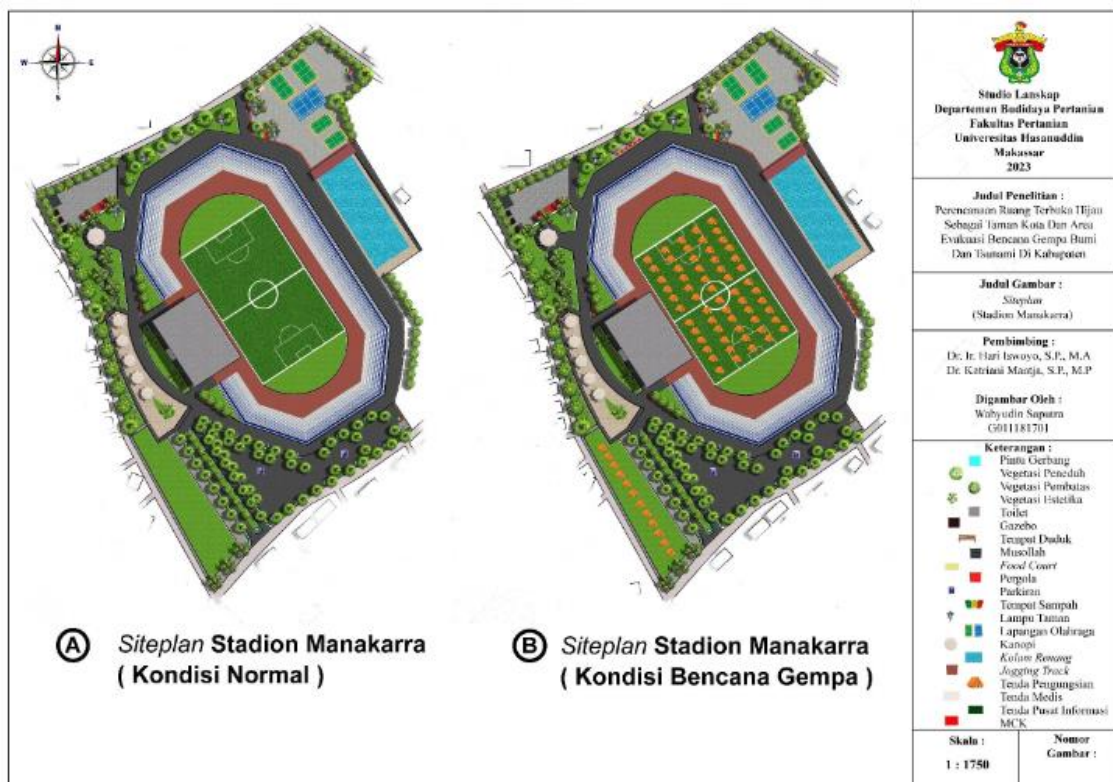 N
W E
S
A Siteplan Stadion Manakarra
( Kondisi Normal )
B Siteplan Stadion Manakarra
( Kondisi Bencana Gempa )
Studio Lanskap
Departemen Budidaya Pertanian
Fakultas Pertanian
Univeresitas Hasanuddin
Makassar
2023
Judul Penelitian :
Perencanaan Ruang Terbuka Hijau
Sebagai Taman Kota Dan Area
Evakuasi Bencana Gempa Bumi
Dan Tsunami Di Kabupaten
Judul Gambar :
Siteplan
(Stadion Manakarra)
Pembimbing :
Dr. Ir. Hari Iswoyo, S.P., M.A
Dr. Katriani Mantja, S.P., M.P
Digambar Oleh :
Wahyudin Saputra
G011181701
Keterangan :
Pintu Gerbang
Vegetasi Peneduh
Vegetasi Pembatas
Vegetasi Estetika
Toilet
Gazebo
Tempat Duduk
Musollah
Food Court
Pergola
Parkiran
Tempat Sampah
Lampu Taman
Lapangan Olahraga
Kanopi
Kolam Renang
Jogging Track
Tenda Pengungsian
Tenda Medis
Tenda Pusat Informasi
MCK
Skala :
1 : 1750
Nomor
Gambar :